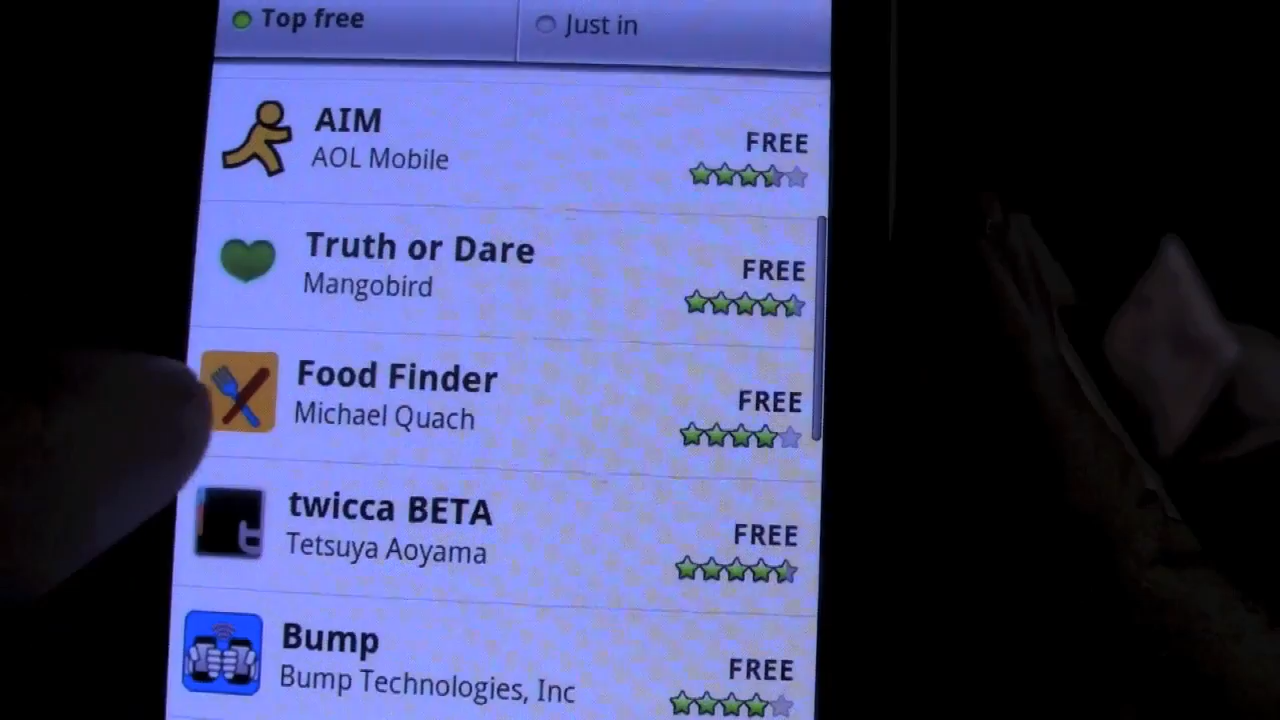 Top free
Just in
AIM
AOL Mobile
FREE
Truth or Dare
Mangobird
FREE
Food Finder
Michael Quach
FREE
twicca BETA
Tetsuya Aoyama
FREE
Bump
Bump Technologies, Inc
FREE